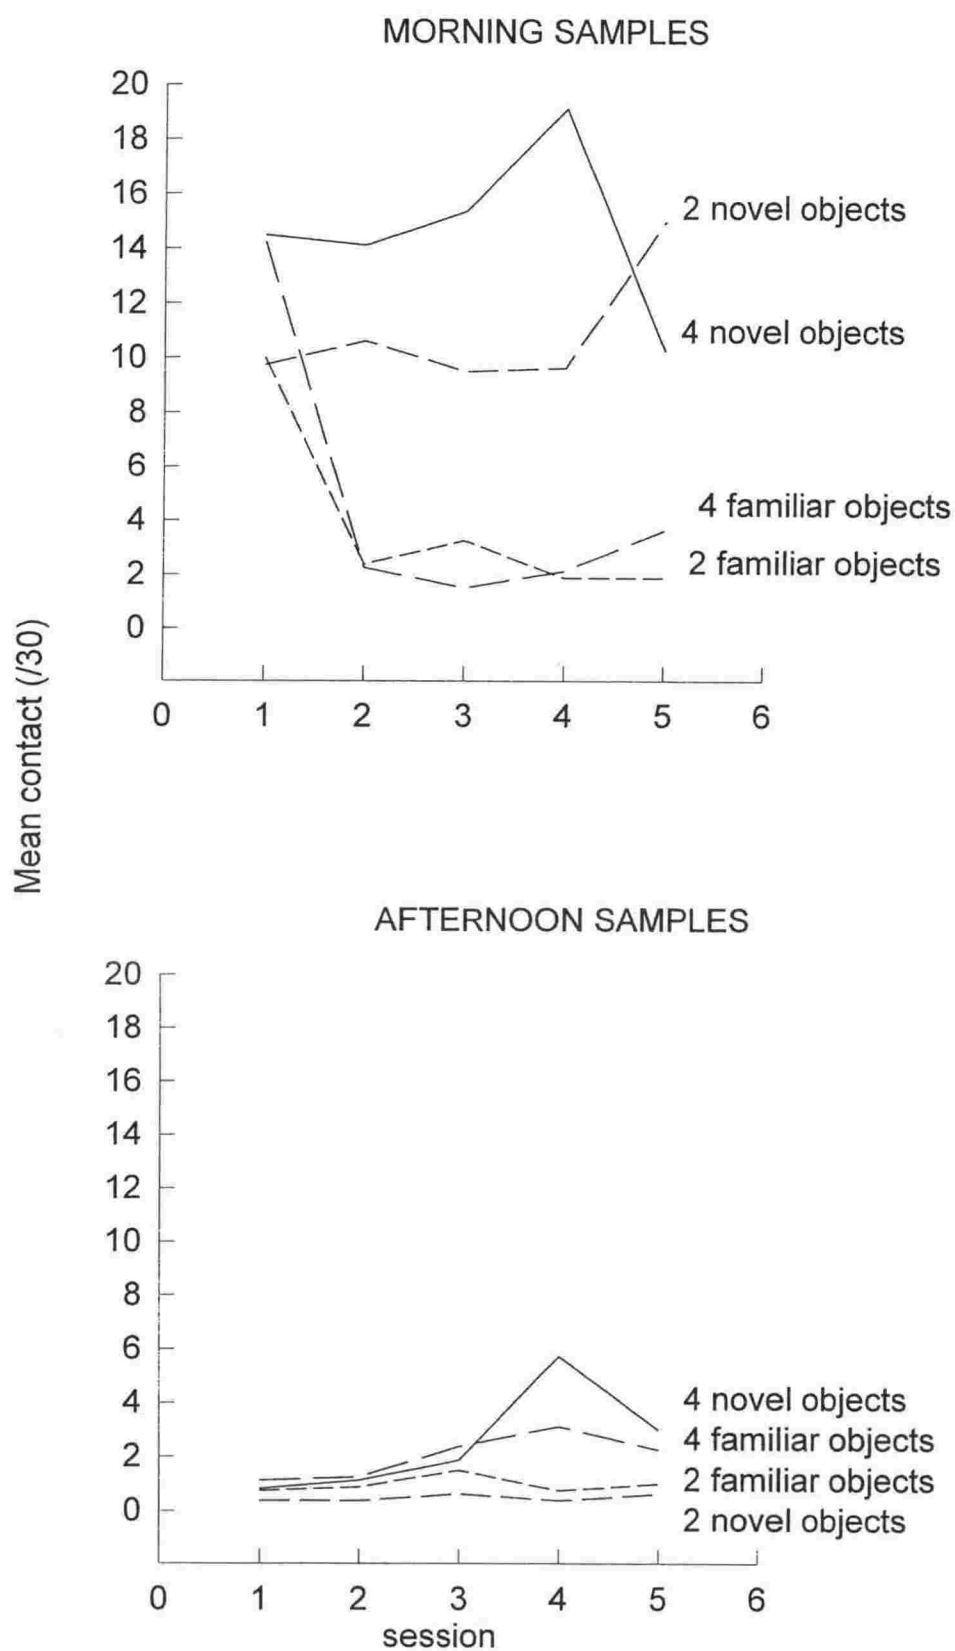 MORNING SAMPLES
20
18
16
14
12
10
8
6
4
2
0
2 novel objects
4 novel objects
4 familiar objects
2 familiar objects
0 1 2 3 4 5 6
Mean contact (/30)
AFTERNOON SAMPLES
20
18
16
14
12
10
8
6
4
2
0
4 novel objects
4 familiar objects
2 familiar objects
2 novel objects
0 1 2 3 4 5 6
session